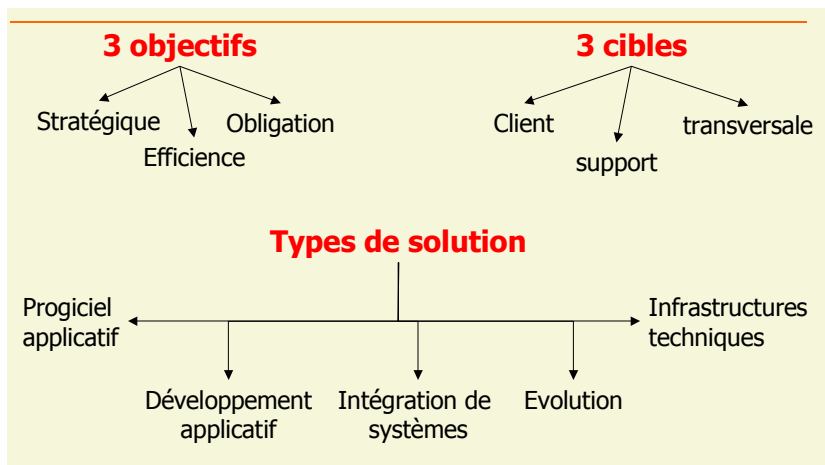 3 objectifs
3 cibles
Stratégique
Obligation
Efficience
Client
transversale
support
Types de solution
Progiciel
applicatif
Infrastructures
techniques
Développement
applicatif
Intégration de
systèmes
Evolution